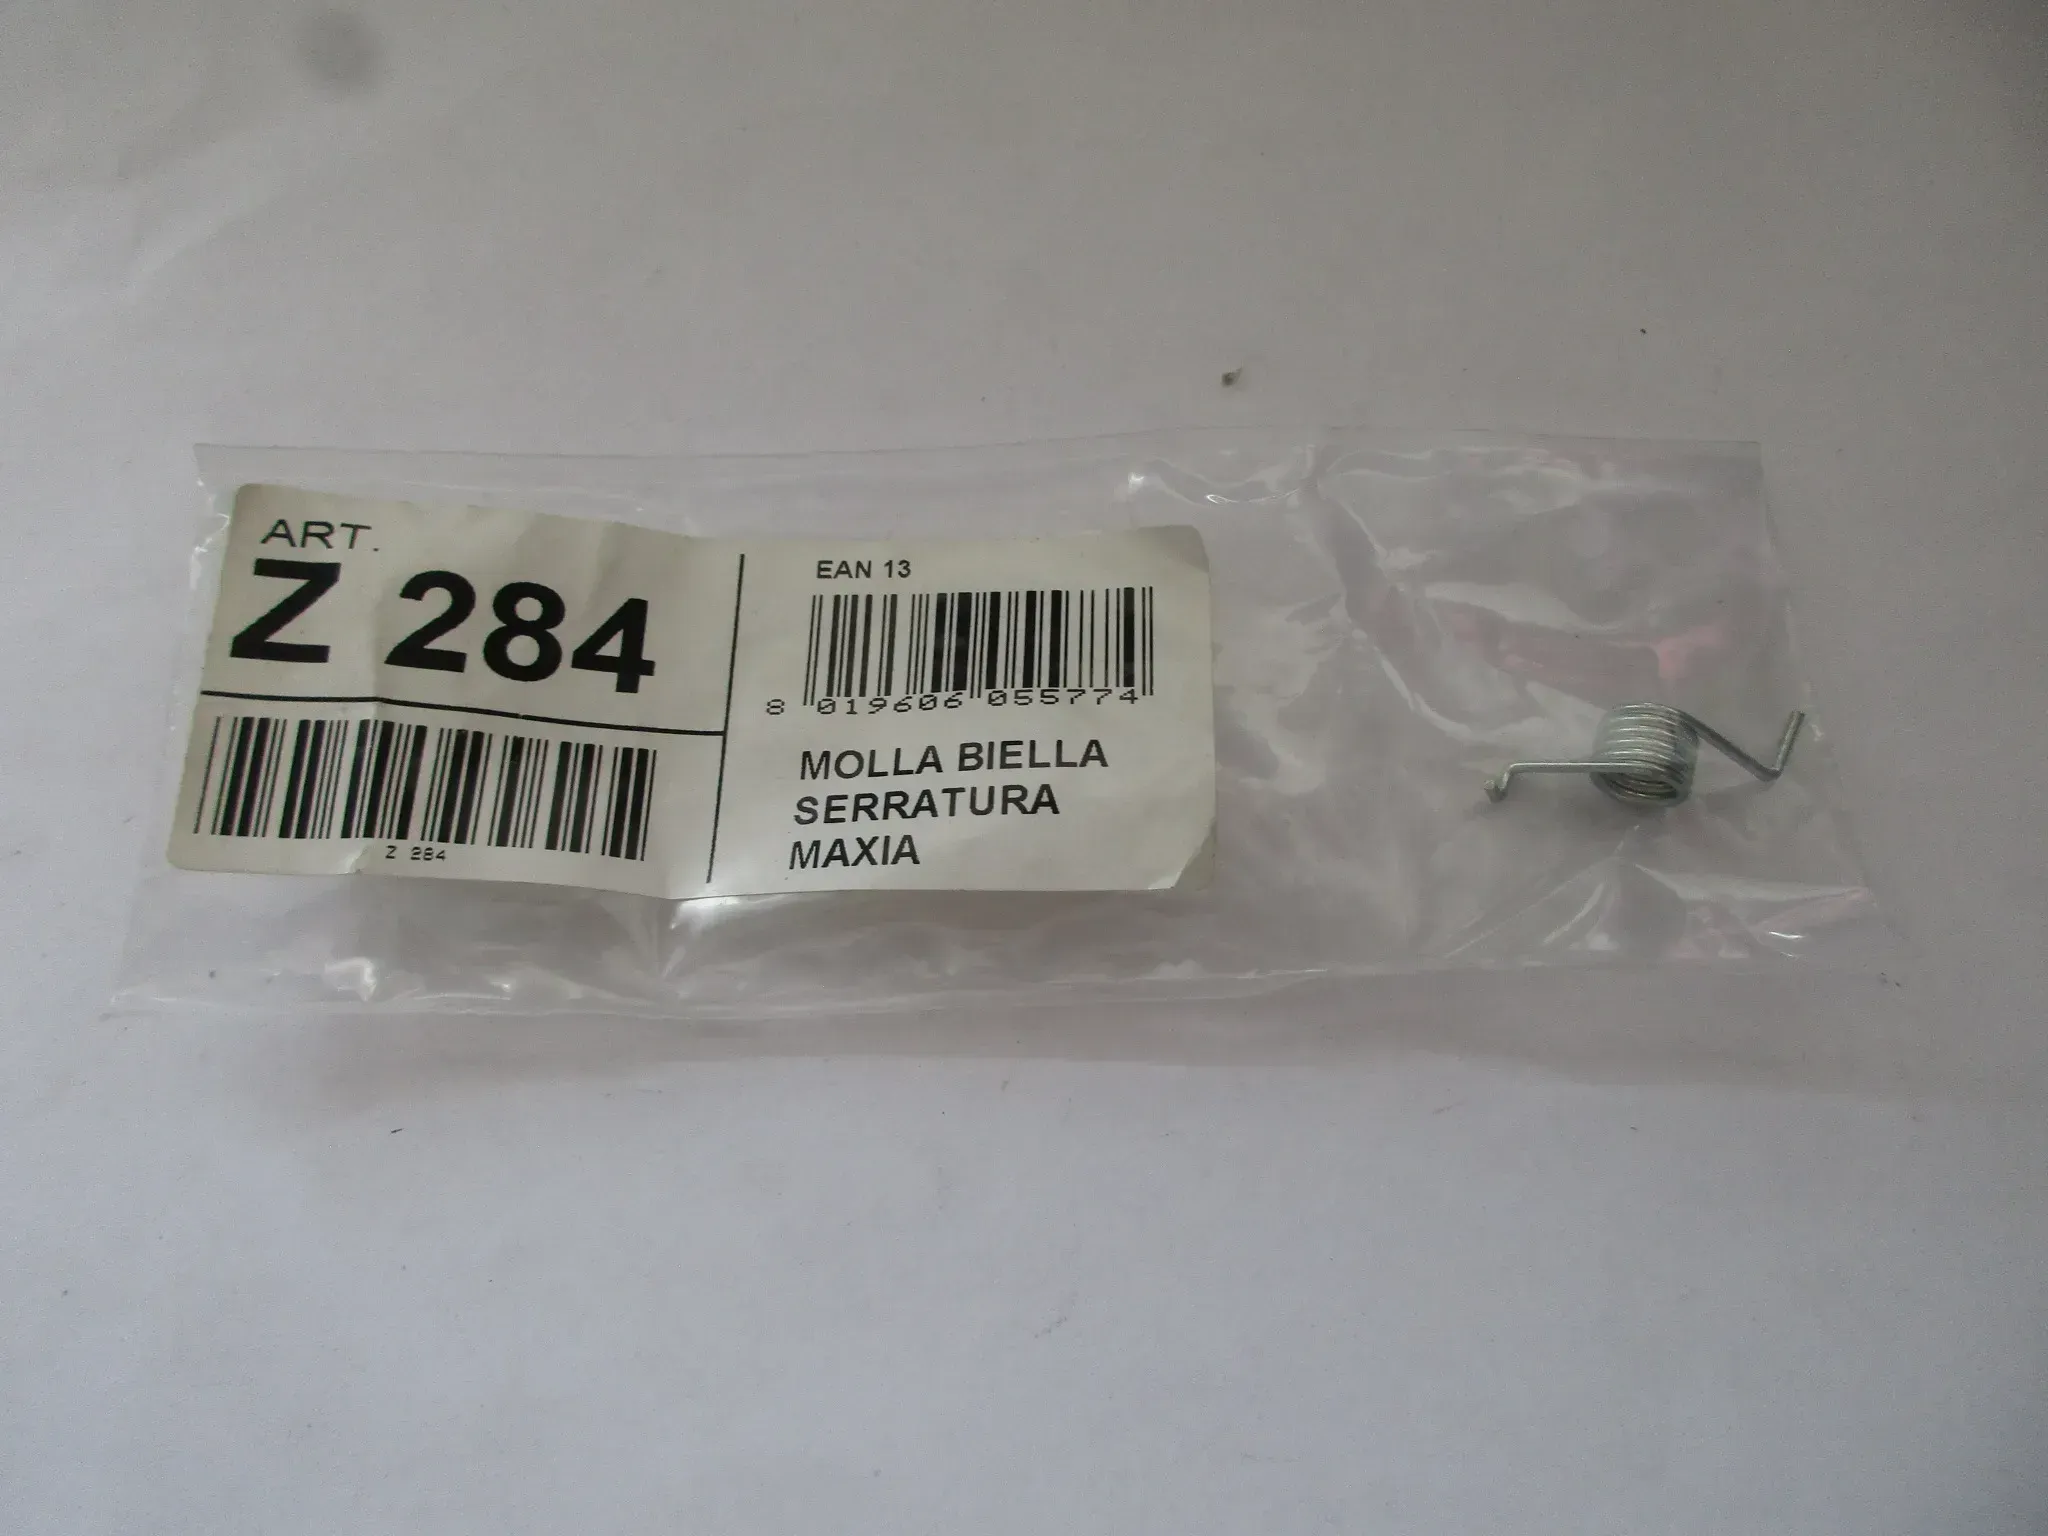 ART.
Z 284
Z 284
EAN 13
8 019606 055774
MOLLA BIELLA
SERRATURA
MAXIA